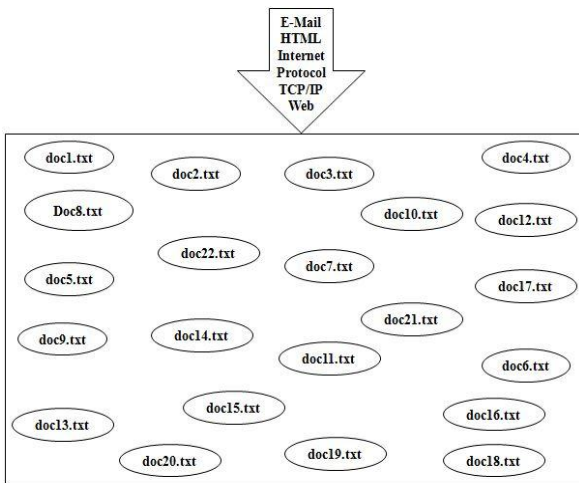 E-Mail
HTML
Internet
Protocol
TCP/IP
Web
doc1.txt
doc2.txt
doc3.txt
doc4.txt
Doc8.txt
doc10.txt
doc12.txt
doc22.txt
doc7.txt
doc5.txt
doc17.txt
doc21.txt
doc9.txt
doc14.txt
doc11.txt
doc6.txt
doc15.txt
doc16.txt
doc13.txt
doc20.txt
doc19.txt
doc18.txt